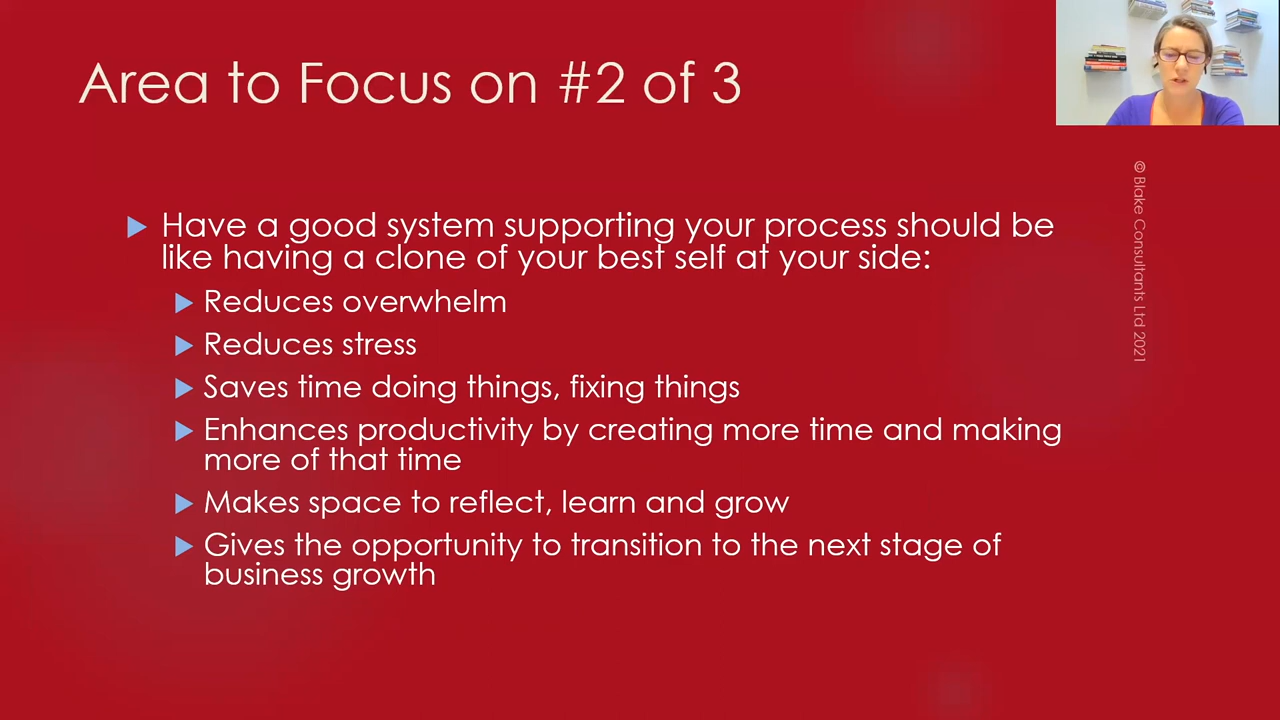 Area to Focus on #2 of 3
Have a good system supporting your process should be
like having a clone of your best self at your side:
Reduces overwhelm
Reduces stress
Saves time doing things, fixing things
Enhances productivity by creating more time and making
more of that time
Makes space to reflect, learn and grow
Gives the opportunity to transition to the next stage of
business growth
© Blake Consultants Ltd 2021